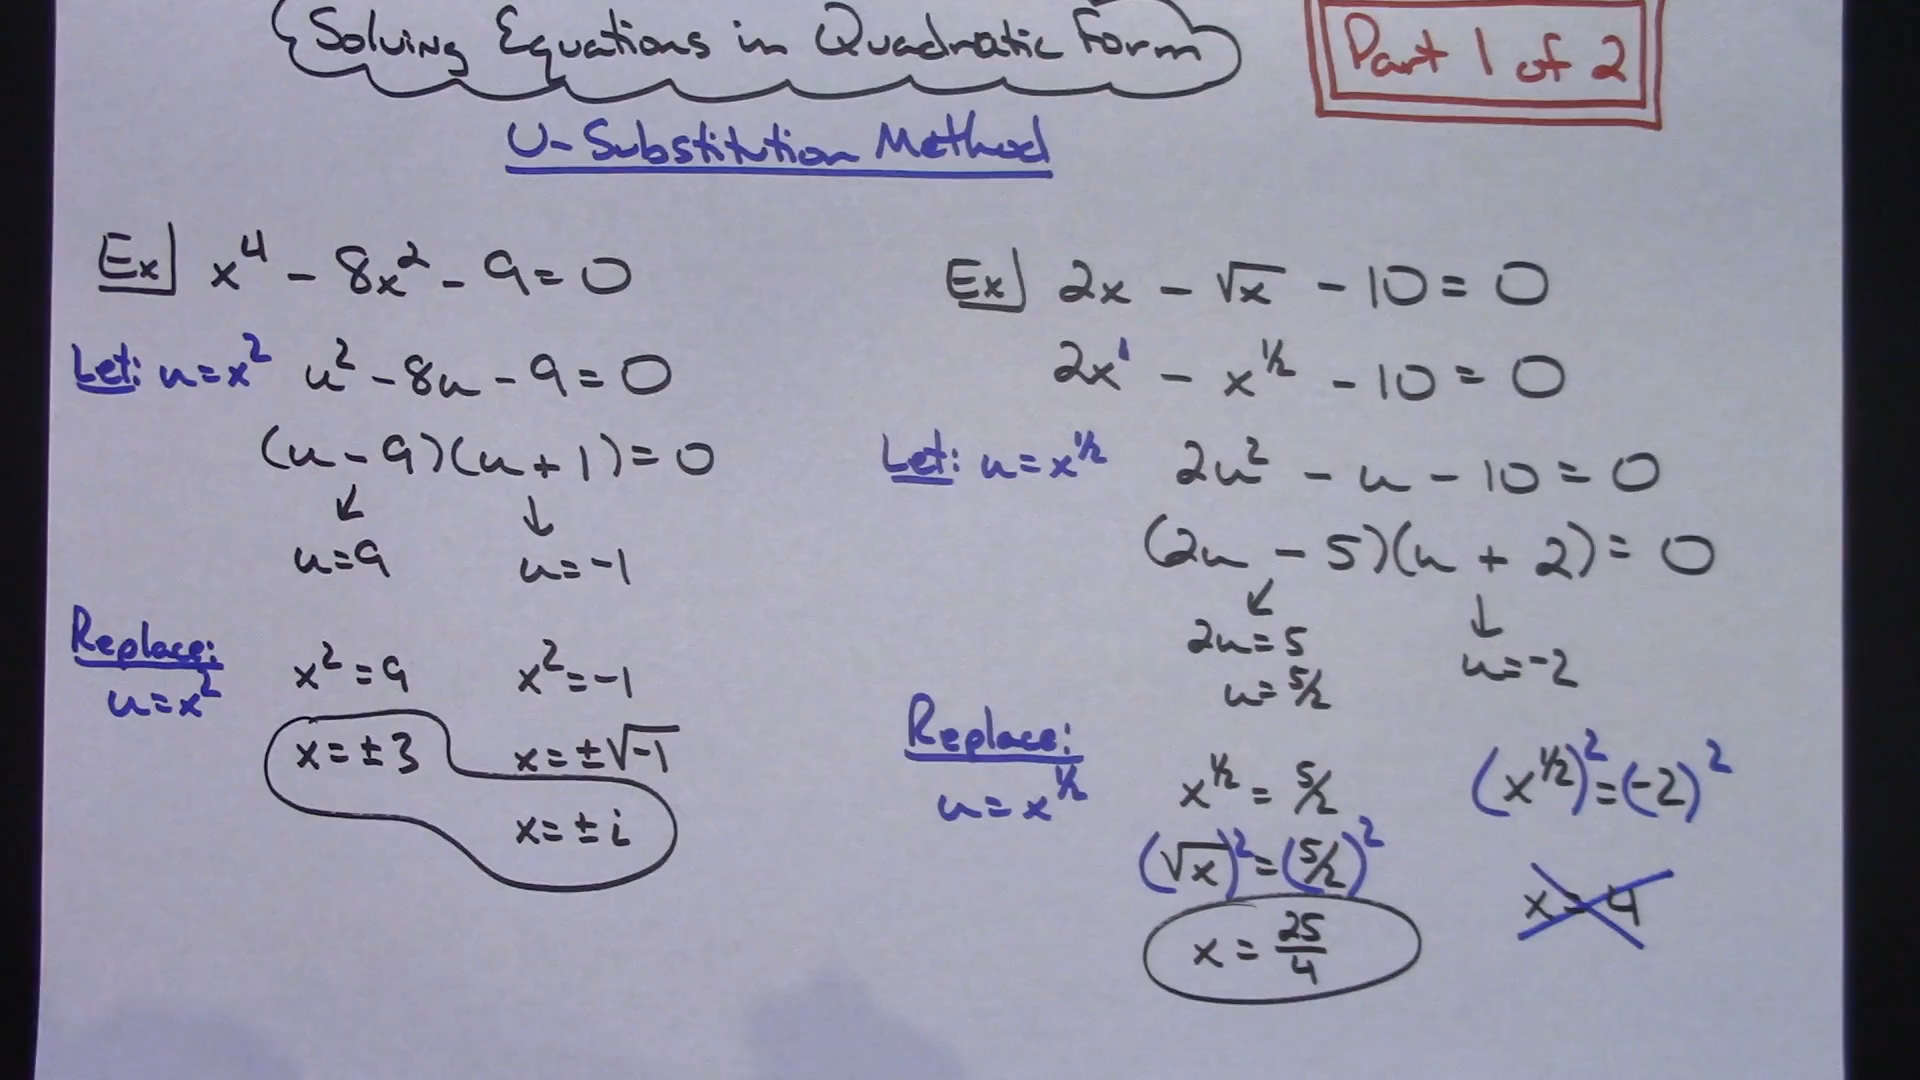 Solving Equations in Quadratic Form
Part 1 of 2
U-Substitution Method
Ex] x⁴ - 8x² - 9 = 0
Let: u = x² u² - 8u - 9 = 0
(u - 9)(u + 1) = 0
↙ ↓
u = 9 u = -1
Replace: x² = 9 x² = -1
u = x²
x = ±3 x = ±√-1
x = ± i
Ex] 2x - √x - 10 = 0
2x¹ - x^½ - 10 = 0
Let: u = x^½ 2u² - u - 10 = 0
(2u - 5)(u + 2) = 0
↙ ↓
2u = 5 u = -2
u = 5/2
Replace:
u = x^½ x^½ = 5/2 (x^½)² = (-2)²
(√x)² = (5/2)²
x = 4
x = 25/4